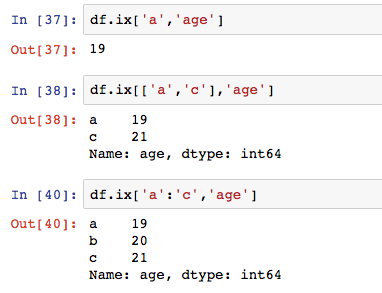 In [37]: df.ix['a','age']
Out[37]: 19
In [38]: df.ix[['a','c'],'age']
Out[38]: a    19
c    21
Name: age, dtype: int64
In [40]: df.ix['a':'c','age']
Out[40]: a    19
b    20
c    21
Name: age, dtype: int64